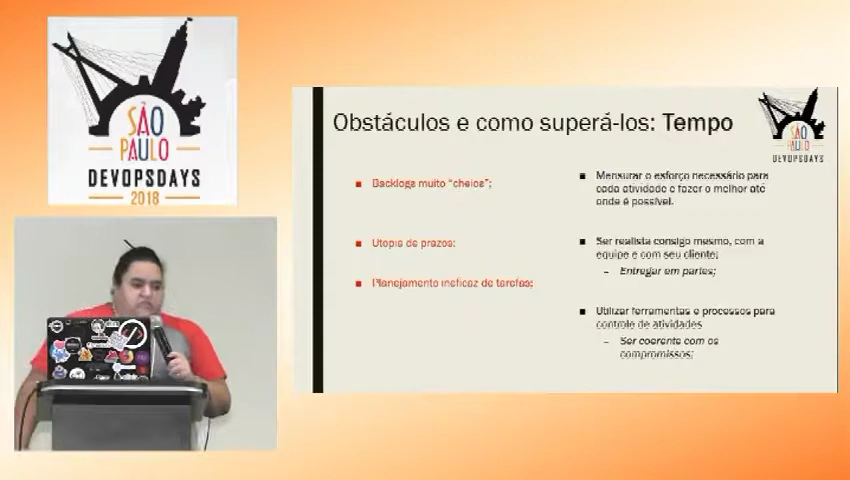 SÃO
PAULO
DEVOPSDAYS
2018
Obstáculos e como superá-los: Tempo
SÃO
PAULO
DEVOPSDAYS
Backlogs muito “cheios”;
Utopia de prazos;
Planejamento ineficaz de tarefas;
Mensurar o esforço necessário para
cada atividade e fazer o melhor até
onde é possível.
Ser realista consigo mesmo, com a
equipe e com seu cliente;
– Entregar em partes;
Utilizar ferramentas e processos para
controle de atividades
– Ser coerente com os
compromissos;